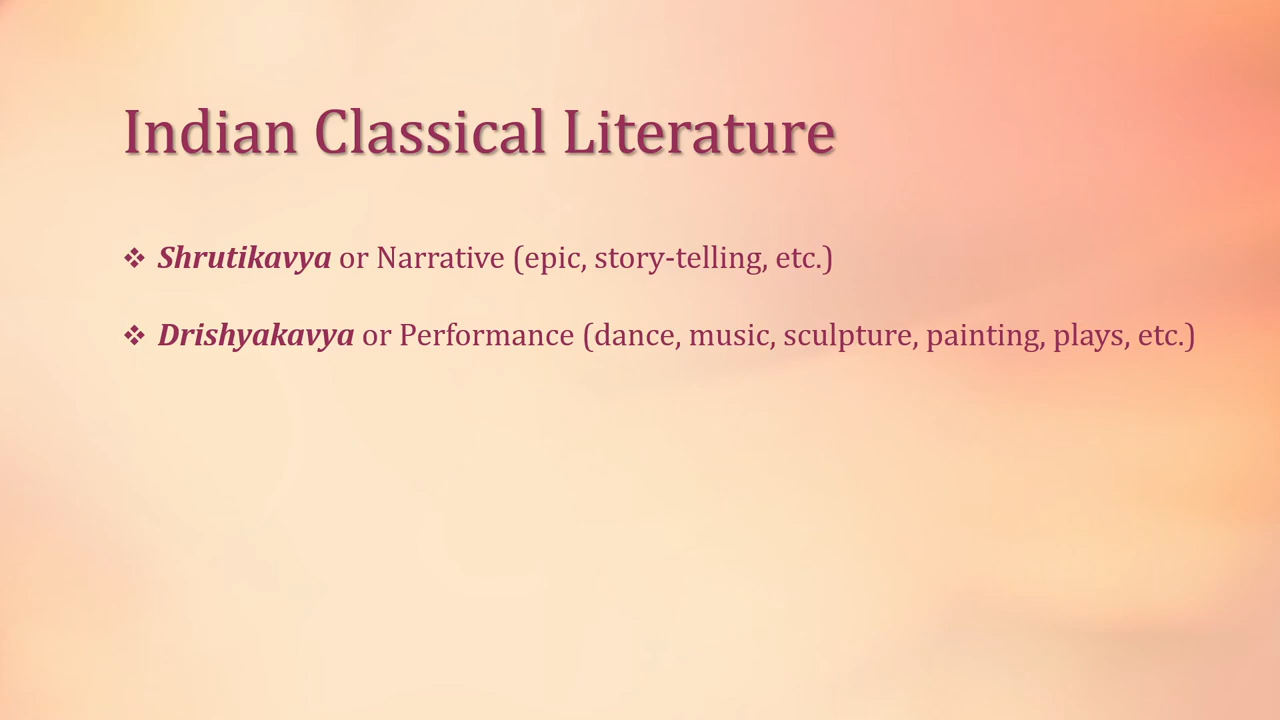 Indian Classical Literature
❖ Shrutikavya or Narrative (epic, story-telling, etc.)
❖ Drishyakavya or Performance (dance, music, sculpture, painting, plays, etc.)